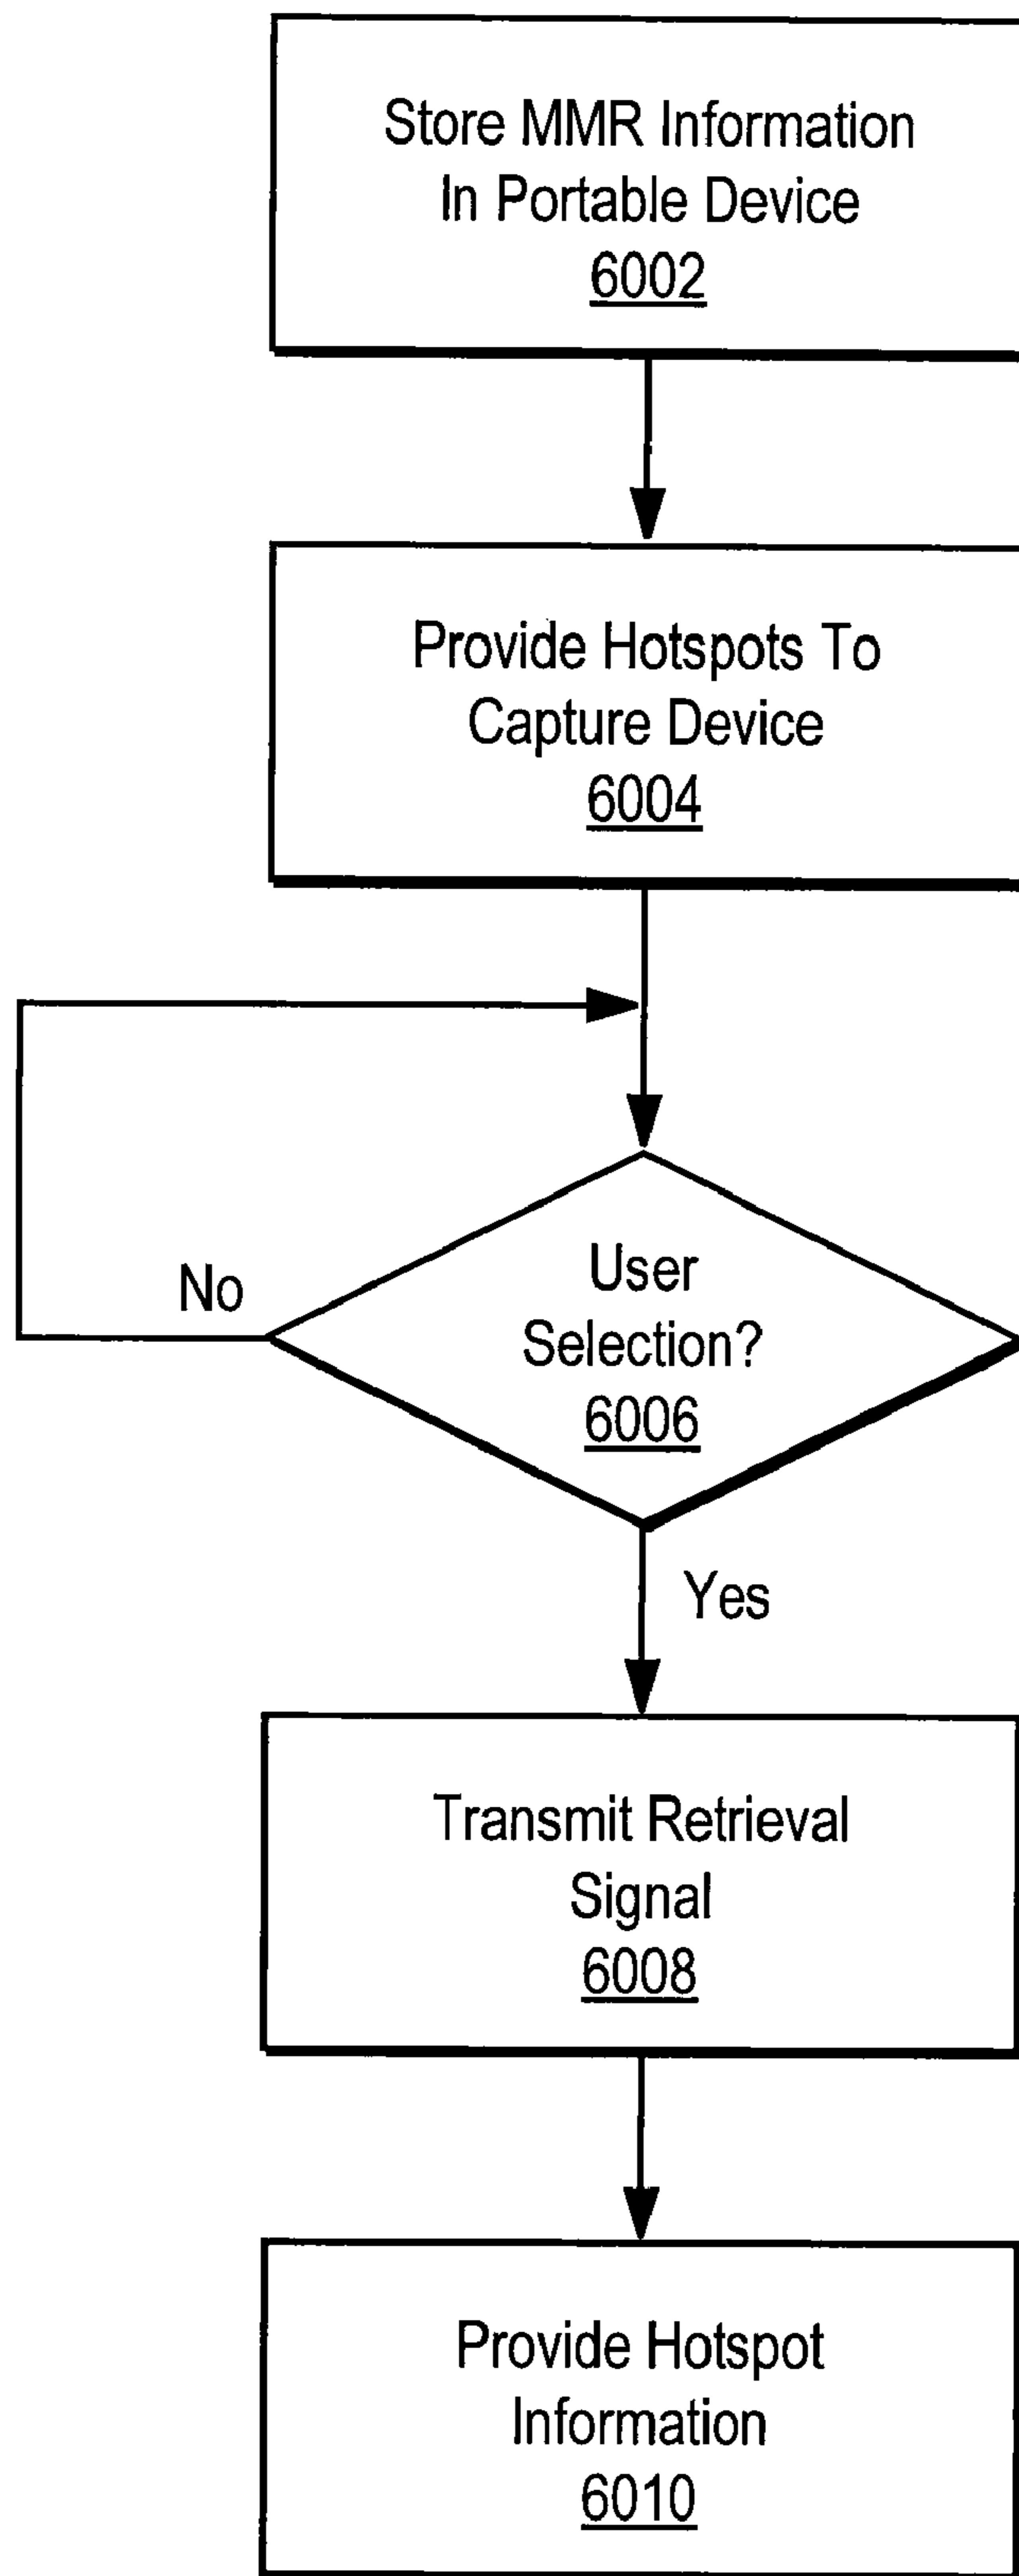 Store MMR Information
In Portable Device
6002
Provide Hotspots To
Capture Device
6004
No
User
Selection?
6006
Yes
Transmit Retrieval
Signal
6008
Provide Hotspot
Information
6010